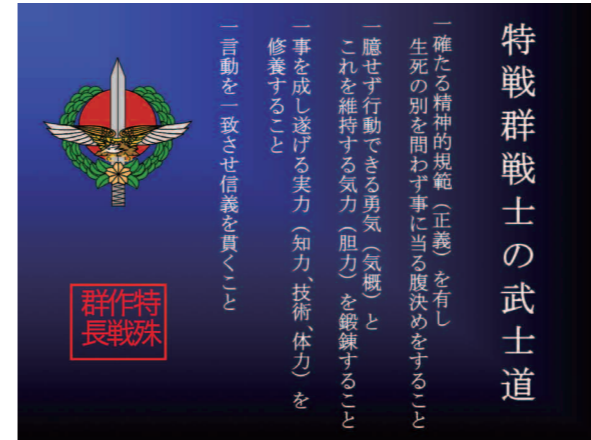 特戦群戦士の武士道
一確たる精神的規範（正義）を有し
生死の別を問わず事に当る腹決めをすること
一臆せず行動できる勇気（気概）と
これを維持する気力（胆力）を鍛錬すること
一事を成し遂げる実力（知力、技術、体力）を
修養すること
一言動を一致させ信義を貫くこと
特殊
作戦
群長